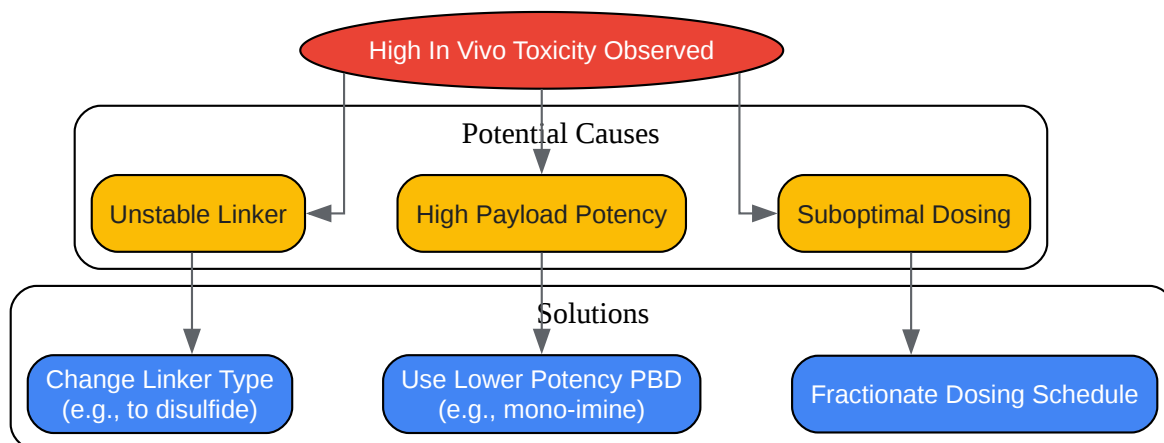 High In Vivo Toxicity Observed
Potential Causes
Unstable Linker
High Payload Potency
Suboptimal Dosing
Solutions
Change Linker Type
(e.g., to disulfide)
Use Lower Potency PBD
(e.g., mono-imine)
Fractionate Dosing Schedule